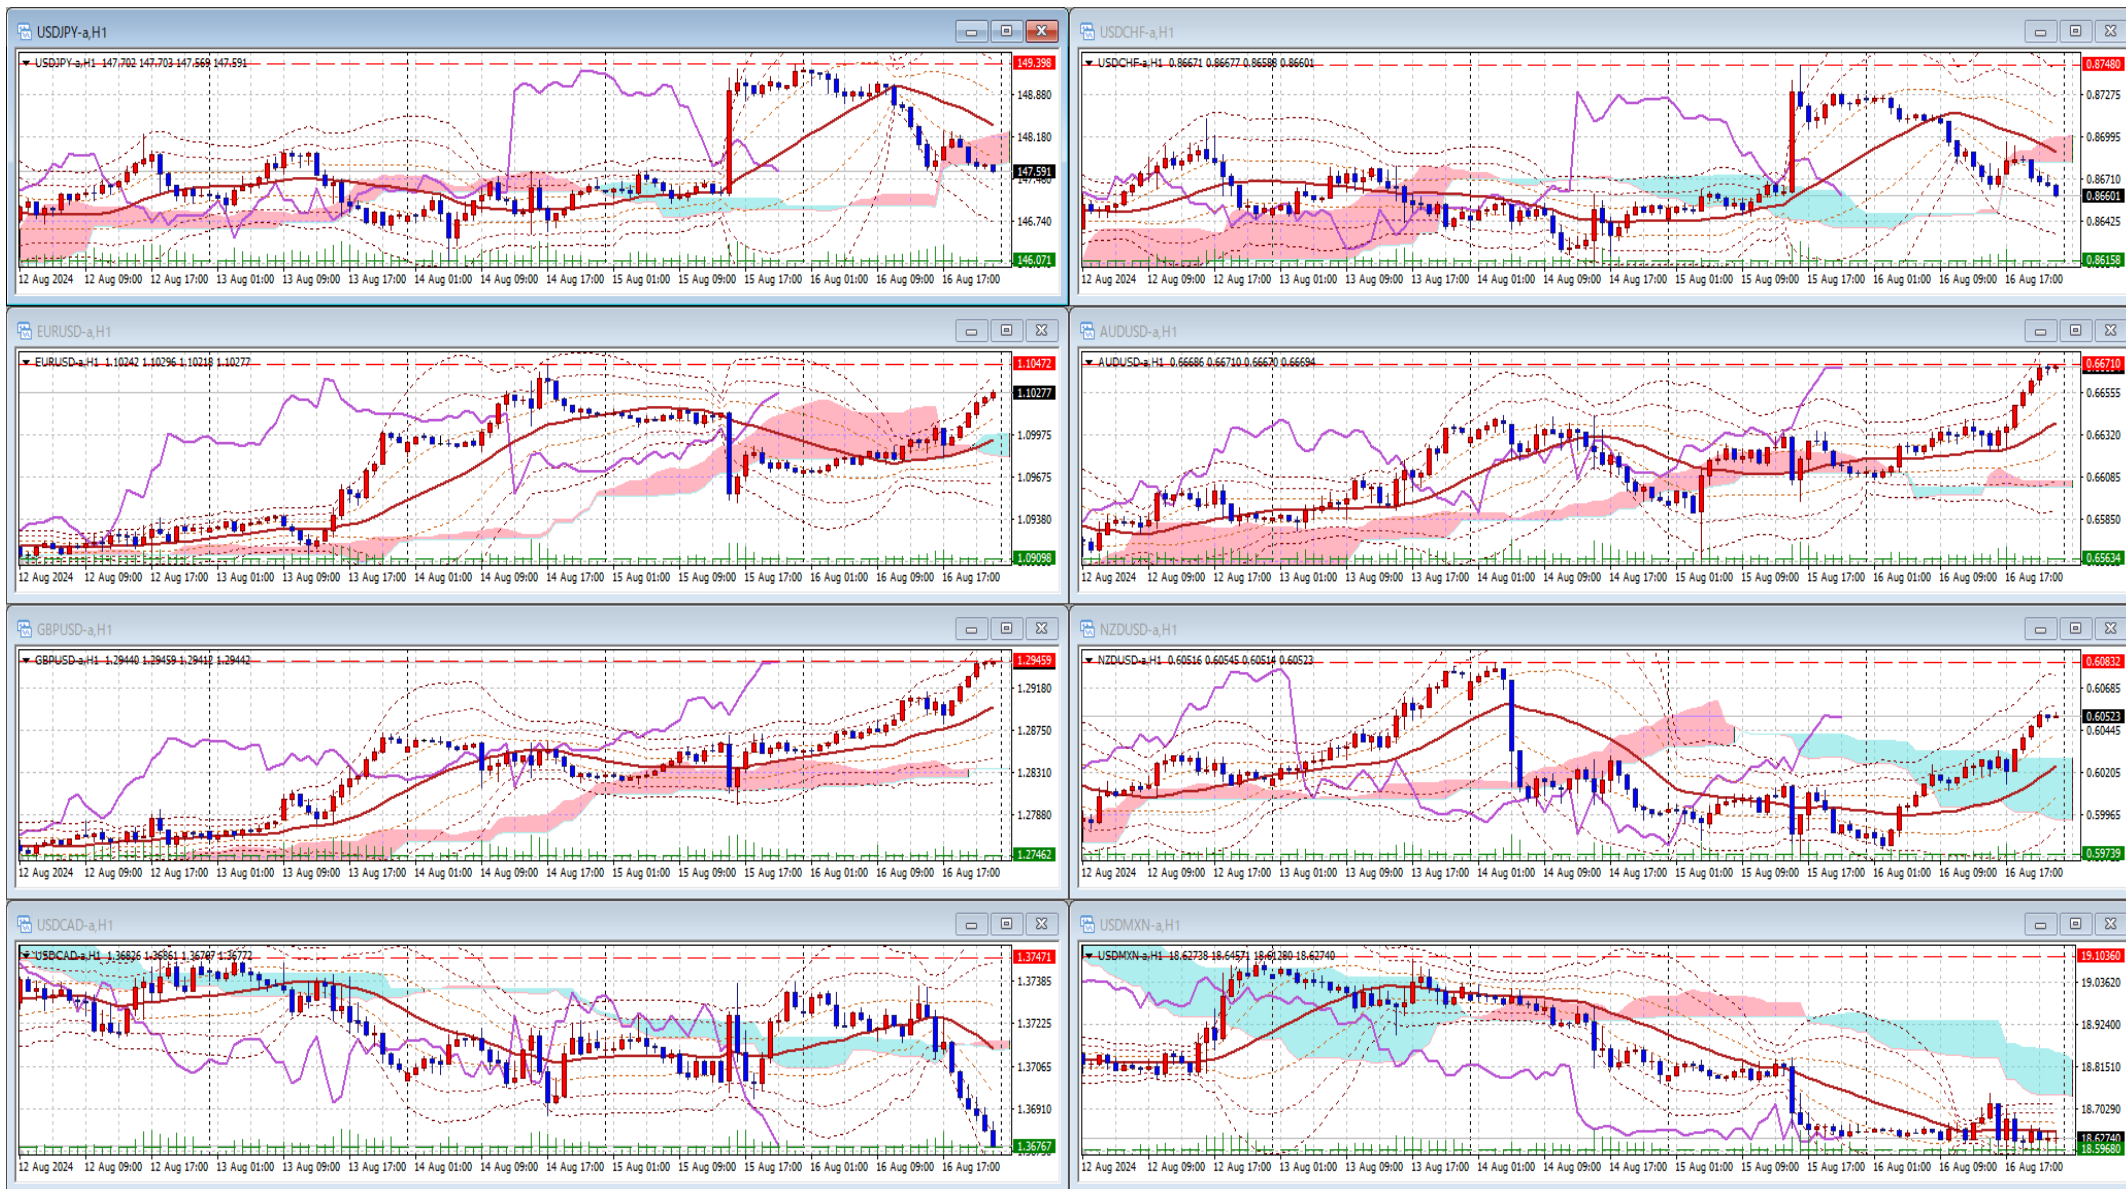 USDJPY-a,H1
USDJPY-a,H1 147.702 147.703 147.569 147.591
149.398
148.880
148.180
147.591
146.740
146.071
12 Aug 2024 12 Aug 09:00 12 Aug 17:00 13 Aug 01:00 13 Aug 09:00 13 Aug 17:00 14 Aug 01:00 14 Aug 09:00 14 Aug 17:00 15 Aug 01:00 15 Aug 09:00 15 Aug 17:00 16 Aug 01:00 16 Aug 09:00 16 Aug 17:00
USDCHF-a,H1
0.87480
0.87275
0.86995
0.86710
0.86601
0.86425
0.86158
12 Aug 2024 12 Aug 09:00 12 Aug 17:00 13 Aug 01:00 13 Aug 09:00 13 Aug 17:00 14 Aug 01:00 14 Aug 09:00 14 Aug 17:00 15 Aug 01:00 15 Aug 09:00 15 Aug 17:00 16 Aug 01:00 16 Aug 09:00 16 Aug 17:00
EURUSD-a,H1
EURUSD-a,H1 1.10242 1.10296 1.10218 1.10277
1.10472
1.10277
1.09975
1.09675
1.09380
1.09098
12 Aug 2024 12 Aug 09:00 12 Aug 17:00 13 Aug 01:00 13 Aug 09:00 13 Aug 17:00 14 Aug 01:00 14 Aug 09:00 14 Aug 17:00 15 Aug 01:00 15 Aug 09:00 15 Aug 17:00 16 Aug 01:00 16 Aug 09:00 16 Aug 17:00
AUDUSD-a,H1
AUDUSD-a,H1 0.66686 0.66710 0.66670 0.66694
0.66710
0.66555
0.66320
0.66085
0.65850
0.65634
12 Aug 2024 12 Aug 09:00 12 Aug 17:00 13 Aug 01:00 13 Aug 09:00 13 Aug 17:00 14 Aug 01:00 14 Aug 09:00 14 Aug 17:00 15 Aug 01:00 15 Aug 09:00 15 Aug 17:00 16 Aug 01:00 16 Aug 09:00 16 Aug 17:00
GBPUSD-a,H1
GBPUSD-a,H1 1.29440 1.29459 1.29412 1.29442
1.29459
1.29180
1.28750
1.28310
1.27880
1.27462
12 Aug 2024 12 Aug 09:00 12 Aug 17:00 13 Aug 01:00 13 Aug 09:00 13 Aug 17:00 14 Aug 01:00 14 Aug 09:00 14 Aug 17:00 15 Aug 01:00 15 Aug 09:00 15 Aug 17:00 16 Aug 01:00 16 Aug 09:00 16 Aug 17:00
NZDUSD-a,H1
NZDUSD-a,H1 0.60516 0.60545 0.60514 0.60523
0.60832
0.60685
0.60523
0.60445
0.60205
0.59965
0.59739
12 Aug 2024 12 Aug 09:00 12 Aug 17:00 13 Aug 01:00 13 Aug 09:00 13 Aug 17:00 14 Aug 01:00 14 Aug 09:00 14 Aug 17:00 15 Aug 01:00 15 Aug 09:00 15 Aug 17:00 16 Aug 01:00 16 Aug 09:00 16 Aug 17:00
USDCAD-a,H1
1.37471
1.37385
1.37225
1.37065
1.36910
1.36767
12 Aug 2024 12 Aug 09:00 12 Aug 17:00 13 Aug 01:00 13 Aug 09:00 13 Aug 17:00 14 Aug 01:00 14 Aug 09:00 14 Aug 17:00 15 Aug 01:00 15 Aug 09:00 15 Aug 17:00 16 Aug 01:00 16 Aug 09:00 16 Aug 17:00
USDMXN-a,H1
USDMXN-a,H1 18.62738 18.64571 18.61280 18.62740
19.10360
19.03620
18.92400
18.81510
18.70290
18.62740
18.59680
12 Aug 2024 12 Aug 09:00 12 Aug 17:00 13 Aug 01:00 13 Aug 09:00 13 Aug 17:00 14 Aug 01:00 14 Aug 09:00 14 Aug 17:00 15 Aug 01:00 15 Aug 09:00 15 Aug 17:00 16 Aug 01:00 16 Aug 09:00 16 Aug 17:00